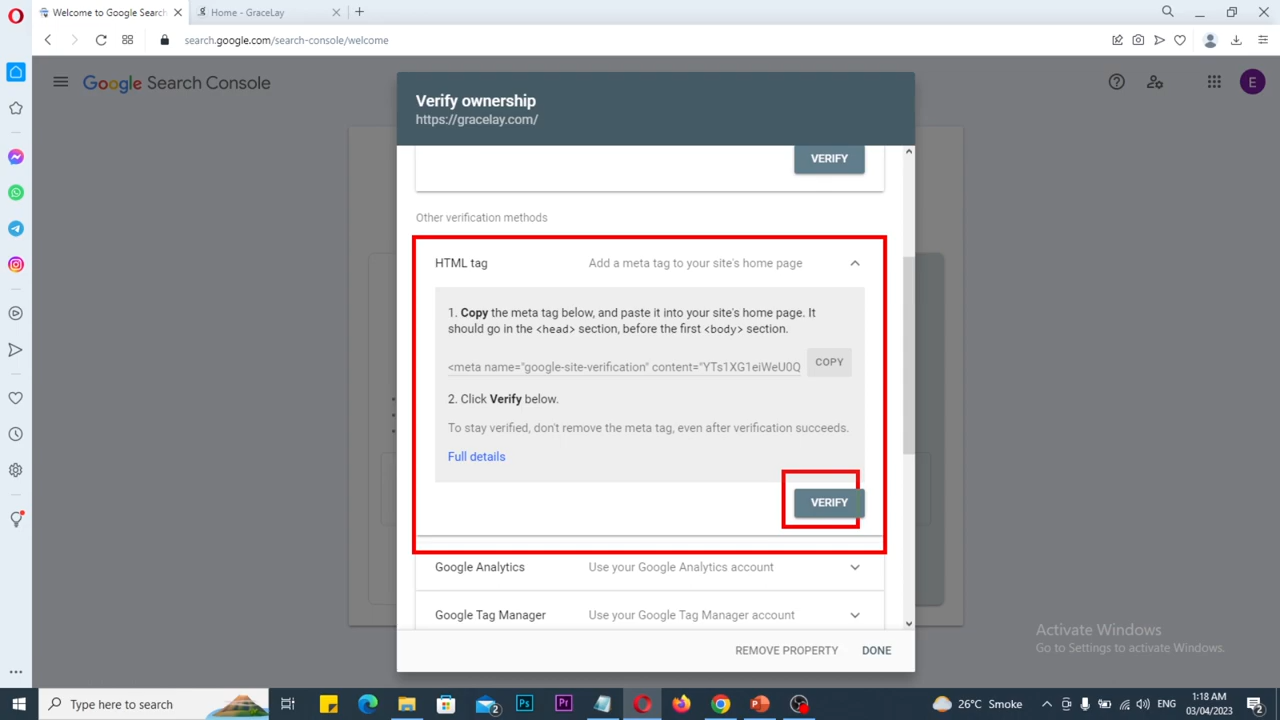 Welcome to Google Search
Home - GraceLay
search.google.com/search-console/welcome
Google Search Console
E
Verify ownership
https://gracelay.com/
VERIFY
Other verification methods
HTML tag Add a meta tag to your site's home page
1. Copy the meta tag below, and paste it into your site's home page. It
should go in the <head> section, before the first <body> section.
<meta name="google-site-verification" content="YTs1XG1eiWeU0Q
COPY
2. Click Verify below.
To stay verified, don't remove the meta tag, even after verification succeeds.
Full details
VERIFY
Google Analytics Use your Google Analytics account
Google Tag Manager Use your Google Tag Manager account
REMOVE PROPERTY DONE
Activate Windows
Go to Settings to activate Windows.
Type here to search
2
Ps
Pr
26°C Smoke
ENG
1:18 AM
03/04/2023
2